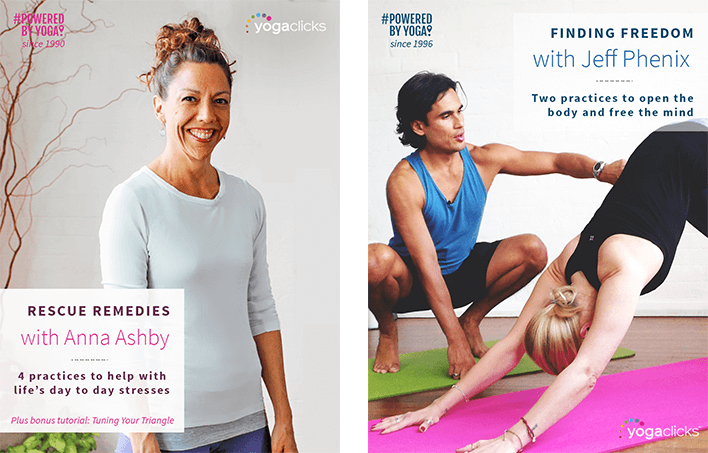 #POWERED
BY YOGA?
since 1990
yogaclicks
RESCUE REMEDIES
with Anna Ashby
4 practices to help with
life's day to day stresses
Plus bonus tutorial: Tuning Your Triangle
#POWERED
BY YOGA?
since 1996
FINDING FREEDOM
with Jeff Phenix
Two practices to open the
body and free the mind
yogaclicks